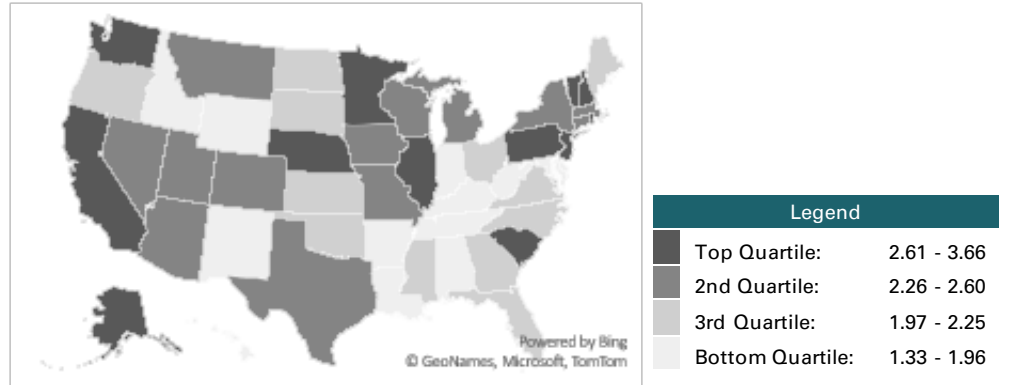 Powered by Bing
© GeoNames, Microsoft, TomTom
Legend
Top Quartile: 2.61 - 3.66
2nd Quartile: 2.26 - 2.60
3rd Quartile: 1.97 - 2.25
Bottom Quartile: 1.33 - 1.96